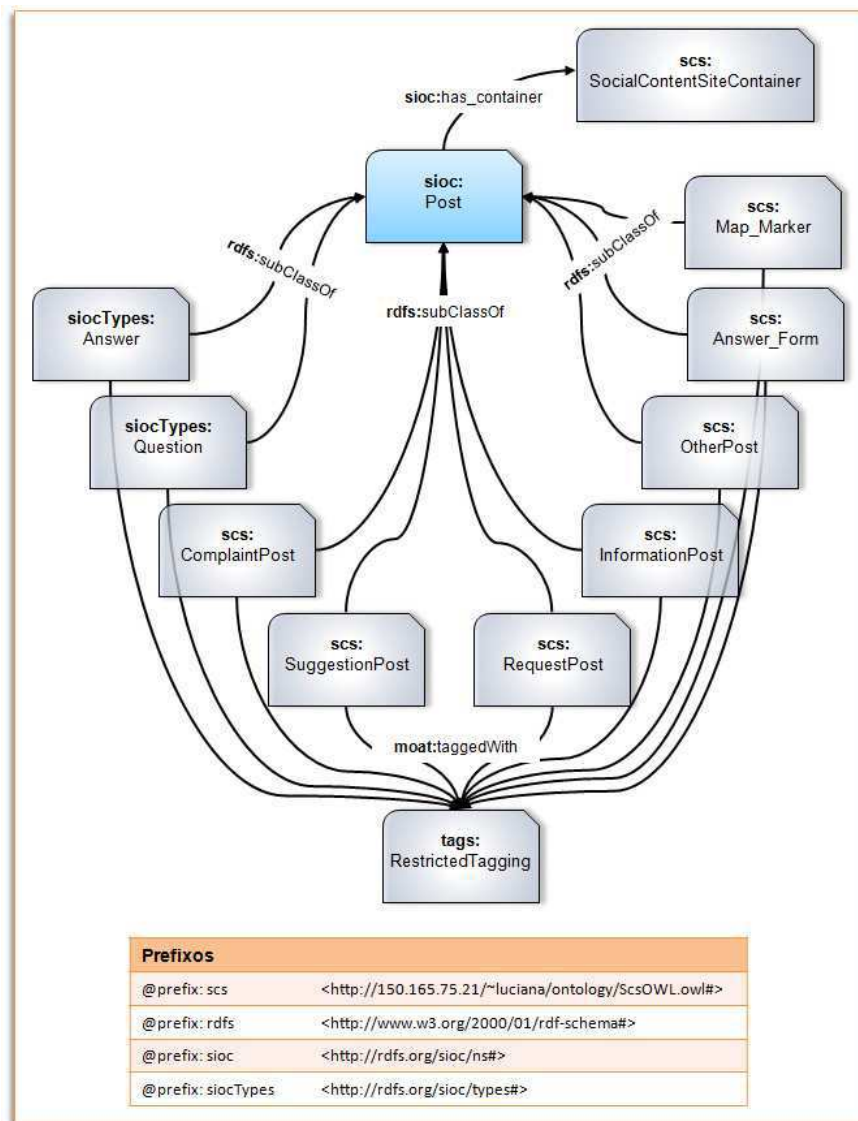 scs:
SocialContentSiteContainer
sioc:has_container
sioc:
Post
scs:
Map_Marker
rdfs:subClassOf
rdfs:subClassOf
rdfs:subClassOf
siocTypes:
Answer
scs:
Answer_Form
siocTypes:
Question
scs:
OtherPost
scs:
ComplaintPost
scs:
InformationPost
scs:
SuggestionPost
scs:
RequestPost
moat:taggedWith
tags:
RestrictedTagging
Prefixos
@prefix: scs <http://150.165.75.21/~luciana/ontology/ScsOWL.owl#>
@prefix: rdfs <http://www.w3.org/2000/01/rdf-schema#>
@prefix: sioc <http://rdfs.org/sioc/ns#>
@prefix: siocTypes <http://rdfs.org/sioc/types#>